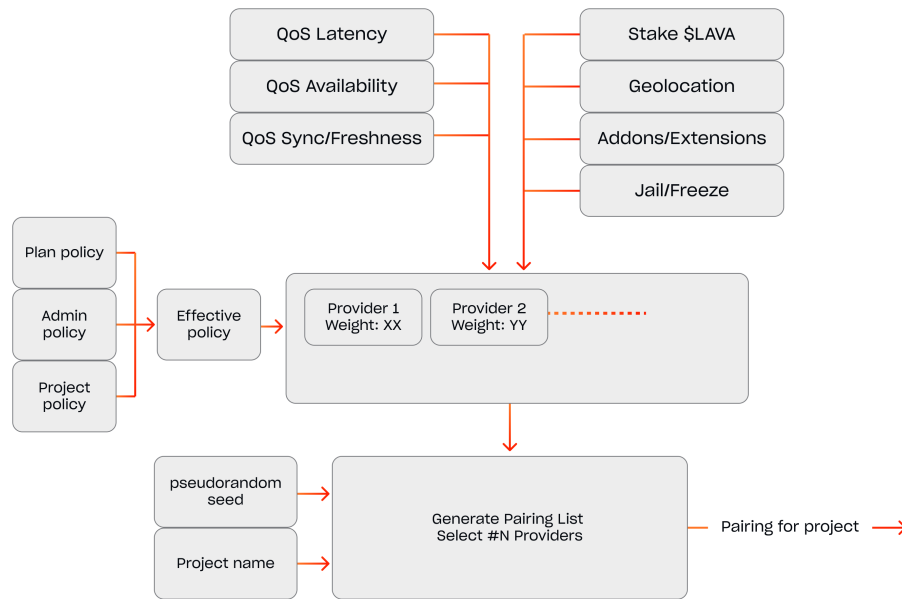 QoS Latency
QoS Availability
QoS Sync/Freshness
Stake $LAVA
Geolocation
Addons/Extensions
Jail/Freeze
Plan policy
Admin
policy
Project
policy
Effective
policy
Provider 1
Weight: XX
Provider 2
Weight: YY
pseudorandom
seed
Project name
Generate Pairing List
Select #N Providers
Pairing for project